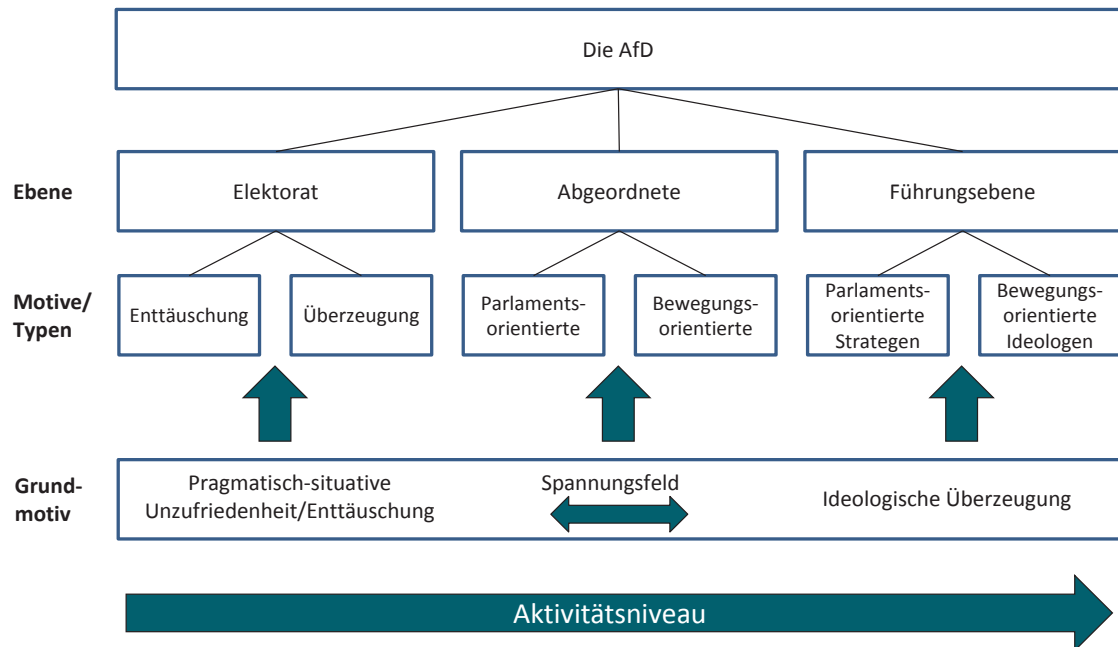 Die AfD
Ebene
Elektorat
Abgeordnete
Führungsebene
Motive/
Typen
Enttäuschung
Überzeugung
Parlaments-
orientierte
Bewegungs-
orientierte
Parlaments-
orientierte
Strategen
Bewegungs-
orientierte
Ideologen
Grund-
motiv
Pragmatisch-situative
Unzufriedenheit/Enttäuschung
Spannungsfeld
Ideologische Überzeugung
Aktivitätsniveau